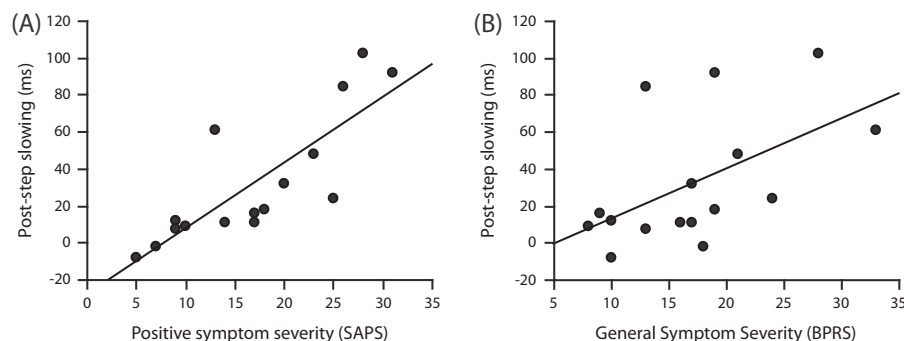 (A)
120
100
80
60
40
20
0
-20
Post-step slowing (ms)
0 5 10 15 20 25 30 35
Positive symptom severity (SAPS)
(B)
120
100
80
60
40
20
0
-20
Post-step slowing (ms)
5 10 15 20 25 30 35
General Symptom Severity (BPRS)